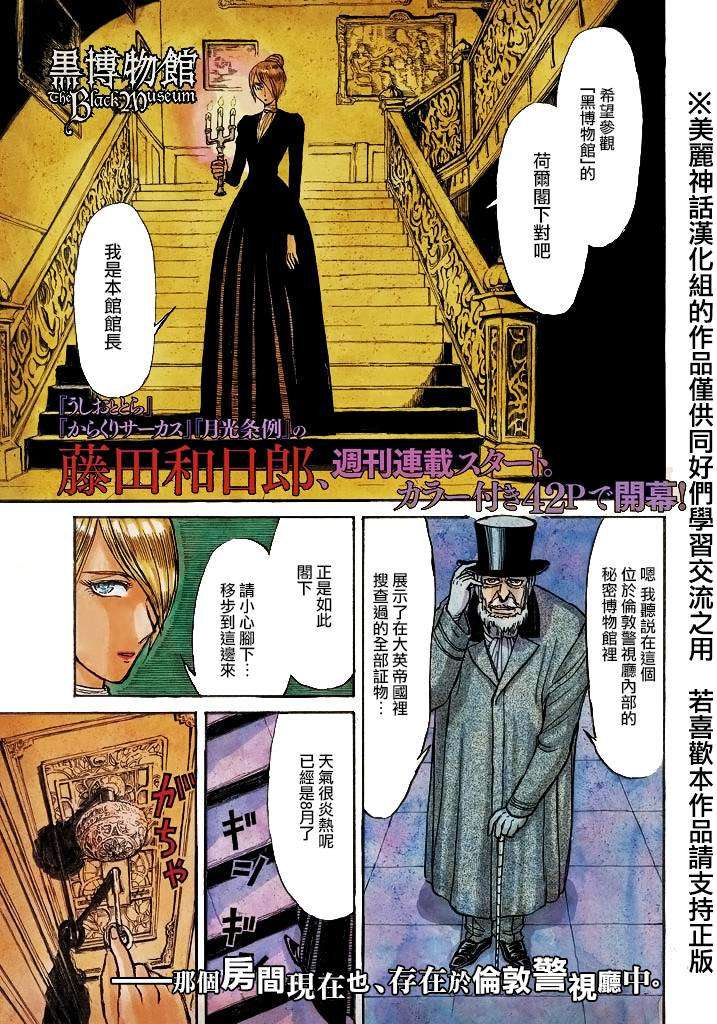 ※美麗神話漢化組的作品僅供同好們學習交流之用　若喜歡本作品請支持正版
黒博物館
The Black Museum
希望參觀
「黑博物館」的
荷爾閣下對吧
我是本館館長
『うしおととら』
『からくりサーカス』『月光条例』の
藤田和日郎、週刊連載スタート。
カラー付き42Pで開幕!
嗯 我聽説在這個
位於倫敦警視廳內部的
秘密博物館裡
展示了在大英帝國裡
搜查過的全部証物…
正是如此
閣下
請小心腳下…
移步到這邊來
天氣很炎熱呢
已經是8月了
ギシギシ
がちゃ
──那個房間現在也、存在於倫敦警視廳中。